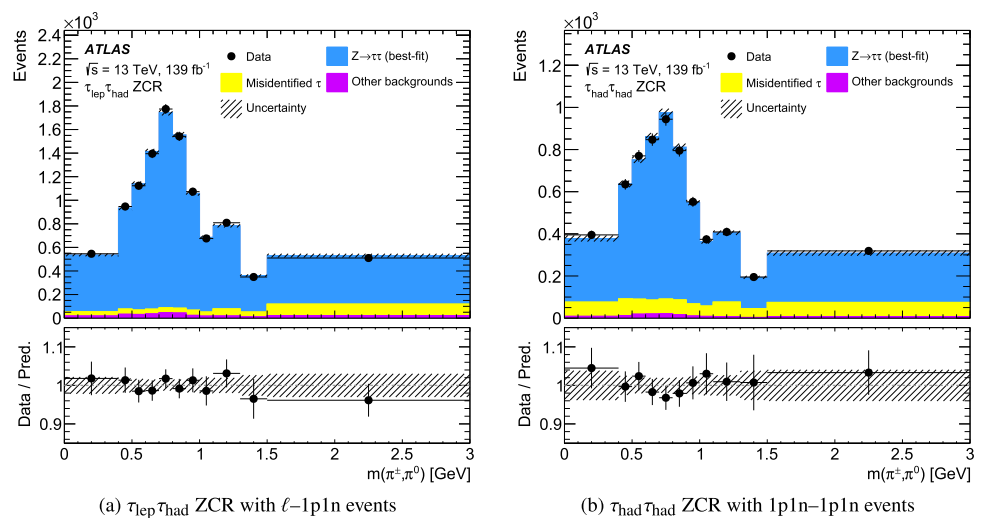 ×10³
Events
2.4
2.2
2
1.8
1.6
1.4
1.2
1
0.8
0.6
0.4
0.2
0
ATLAS
√s = 13 TeV, 139 fb⁻¹
τlepτhad ZCR
Data
Z→ττ (best-fit)
Misidentified τ
Other backgrounds
Uncertainty
Data / Pred.
1.1
1
0.9
0 0.5 1 1.5 2 2.5 3
m(π±,π⁰) [GeV]
(a) τlepτhad ZCR with ℓ–1p1n events
×10³
Events
1.2
1
0.8
0.6
0.4
0.2
0
ATLAS
√s = 13 TeV, 139 fb⁻¹
τhadτhad ZCR
Data
Z→ττ (best-fit)
Misidentified τ
Other backgrounds
Uncertainty
Data / Pred.
1.1
1
0.9
0 0.5 1 1.5 2 2.5 3
m(π±,π⁰) [GeV]
(b) τhadτhad ZCR with 1p1n–1p1n events